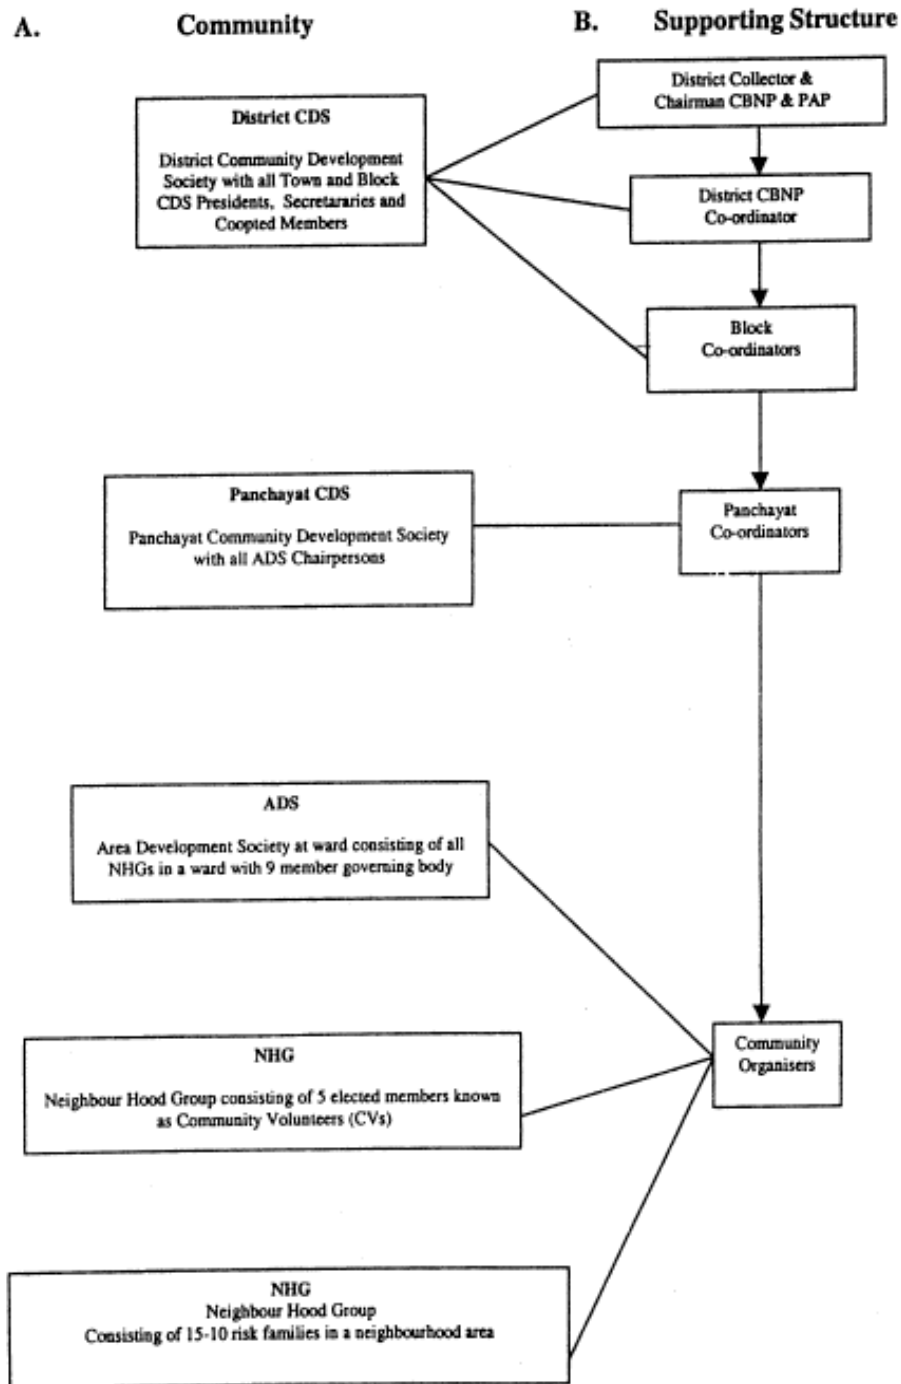 A. Community
B. Supporting Structure
District CDS
District Community Development
Society with all Town and Block
CDS Presidents, Secretararies and
Coopted Members
District Collector &
Chairman CBNP & PAP
District CBNP
Co-ordinator
Block
Co-ordinators
Panchayat CDS
Panchayat Community Development Society
with all ADS Chairpersons
Panchayat
Co-ordinators
ADS
Area Development Society at ward consisting of all
NHGs in a ward with 9 member governing body
Community
Organisers
NHG
Neighbour Hood Group consisting of 5 elected members known
as Community Volunteers (CVs)
NHG
Neighbour Hood Group
Consisting of 15-10 risk families in a neighbourhood area